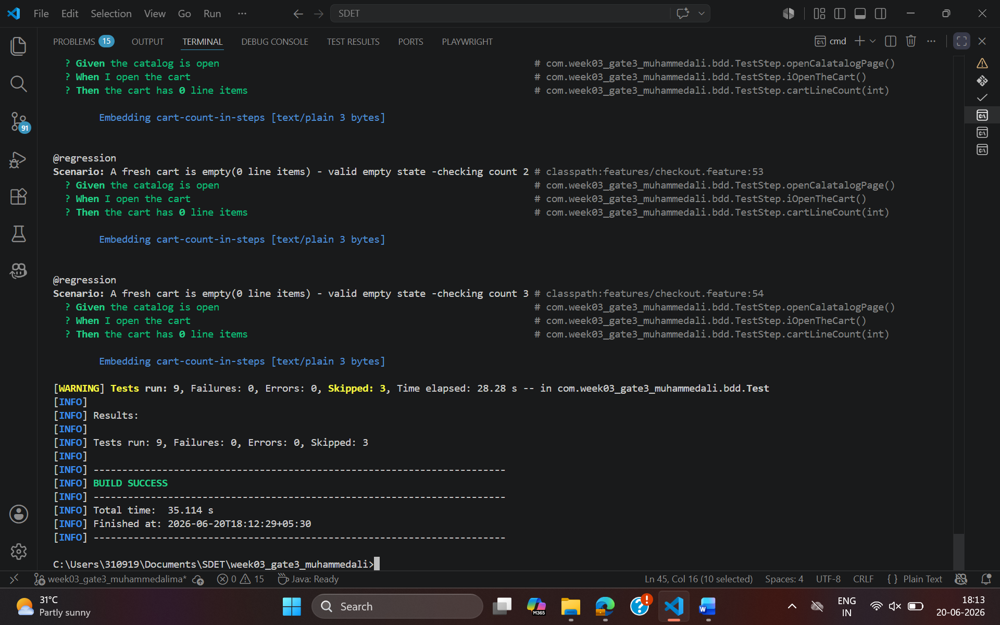 File Edit Selection View Go Run ··· SDET
PROBLEMS 15 OUTPUT TERMINAL DEBUG CONSOLE TEST RESULTS PORTS PLAYWRIGHT cmd
? Given the catalog is open # com.week03_gate3_muhammedali.bdd.TestStep.openCalatalogPage()
? When I open the cart # com.week03_gate3_muhammedali.bdd.TestStep.iOpenTheCart()
? Then the cart has 0 line items # com.week03_gate3_muhammedali.bdd.TestStep.cartLineCount(int)
Embedding cart-count-in-steps [text/plain 3 bytes]
@regression
Scenario: A fresh cart is empty(0 line items) - valid empty state -checking count 2 # classpath:features/checkout.feature:53
? Given the catalog is open # com.week03_gate3_muhammedali.bdd.TestStep.openCalatalogPage()
? When I open the cart # com.week03_gate3_muhammedali.bdd.TestStep.iOpenTheCart()
? Then the cart has 0 line items # com.week03_gate3_muhammedali.bdd.TestStep.cartLineCount(int)
Embedding cart-count-in-steps [text/plain 3 bytes]
@regression
Scenario: A fresh cart is empty(0 line items) - valid empty state -checking count 3 # classpath:features/checkout.feature:54
? Given the catalog is open # com.week03_gate3_muhammedali.bdd.TestStep.openCalatalogPage()
? When I open the cart # com.week03_gate3_muhammedali.bdd.TestStep.iOpenTheCart()
? Then the cart has 0 line items # com.week03_gate3_muhammedali.bdd.TestStep.cartLineCount(int)
Embedding cart-count-in-steps [text/plain 3 bytes]
[WARNING] Tests run: 9, Failures: 0, Errors: 0, Skipped: 3, Time elapsed: 28.28 s -- in com.week03_gate3_muhammedali.bdd.Test
[INFO]
[INFO] Results:
[INFO]
[INFO] Tests run: 9, Failures: 0, Errors: 0, Skipped: 3
[INFO]
[INFO] ------------------------------------------------------------------------
[INFO] BUILD SUCCESS
[INFO] ------------------------------------------------------------------------
[INFO] Total time:  35.114 s
[INFO] Finished at: 2026-06-20T18:12:29+05:30
[INFO] ------------------------------------------------------------------------
C:\Users\310919\Documents\SDET\week03_gate3_muhammedali>
91
week03_gate3_muhammedalima* 0 15 Java: Ready Ln 45, Col 16 (10 selected) Spaces: 4 UTF-8 CRLF { } Plain Text
31°C
Partly sunny
Search
M365
ENG
IN
18:13
20-06-2026